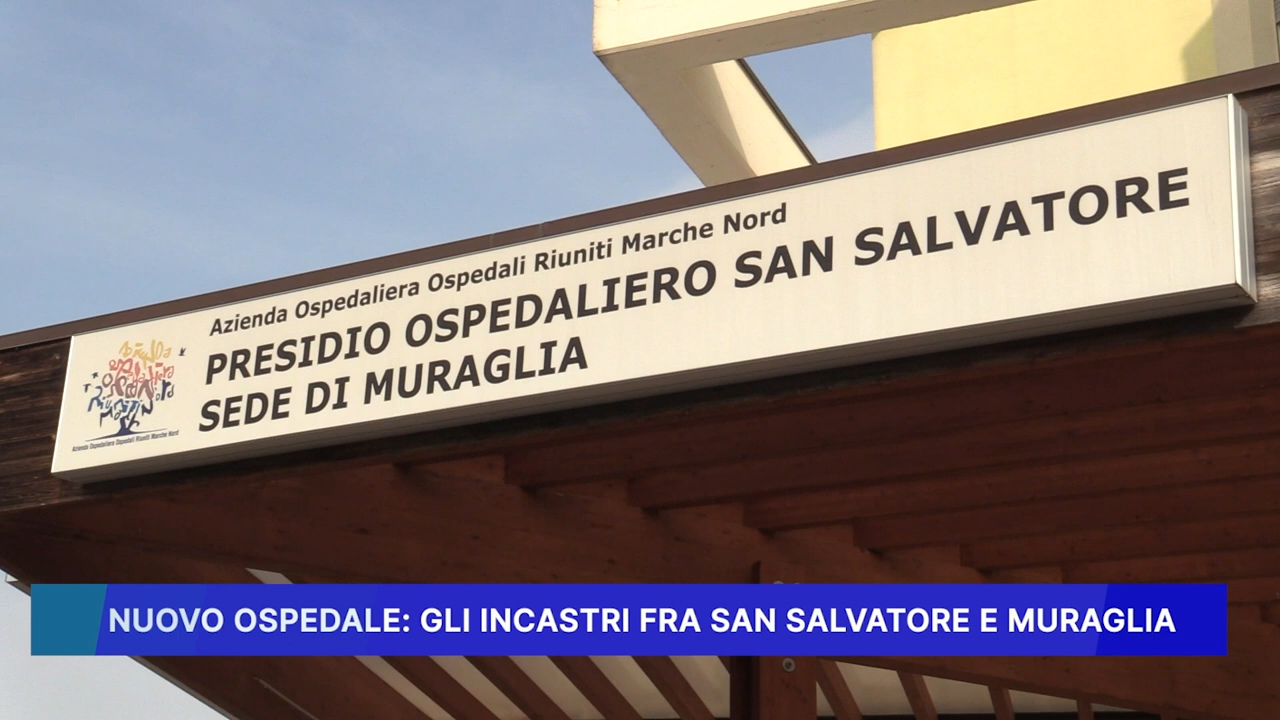 Azienda Ospedaliera Ospedali Riuniti Marche Nord
PRESIDIO OSPEDALIERO SAN SALVATORE
SEDE DI MURAGLIA
Azienda Ospedaliera Ospedali Riuniti Marche Nord
NUOVO OSPEDALE: GLI INCASTRI FRA SAN SALVATORE E MURAGLIA